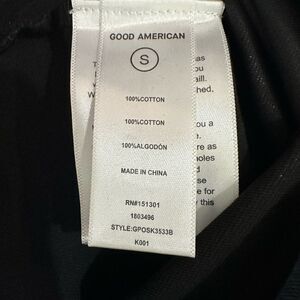 GOOD AMERICAN
S
100%COTTON
100%COTTON
100%ALGODÓN
MADE IN CHINA
RN#151301
1803496
STYLE:GPOSK3533B
K001